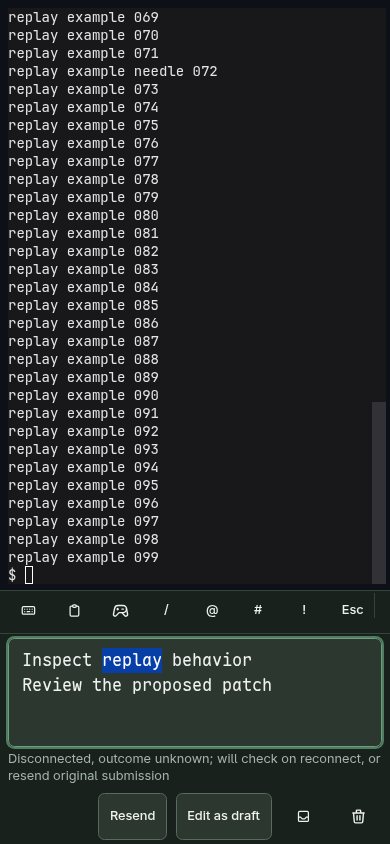 replay example 069
replay example 070
replay example 071
replay example needle 072
replay example 073
replay example 074
replay example 075
replay example 076
replay example 077
replay example 078
replay example 079
replay example 080
replay example 081
replay example 082
replay example 083
replay example 084
replay example 085
replay example 086
replay example 087
replay example 088
replay example 089
replay example 090
replay example 091
replay example 092
replay example 093
replay example 094
replay example 095
replay example 096
replay example 097
replay example 098
replay example 099
$
/ @ # ! Esc
Inspect replay behavior
Review the proposed patch
Disconnected, outcome unknown; will check on reconnect, or
resend original submission
Resend Edit as draft